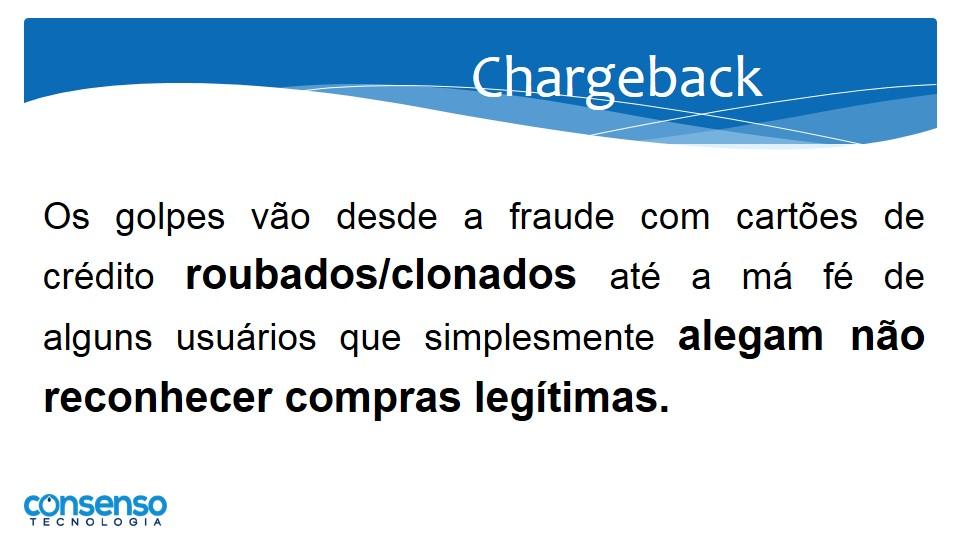 Chargeback
Os golpes vão desde a fraude com cartões de
crédito roubados/clonados até a má fé de
alguns usuários que simplesmente alegam não
reconhecer compras legítimas.
consenso
TECNOLOGIA